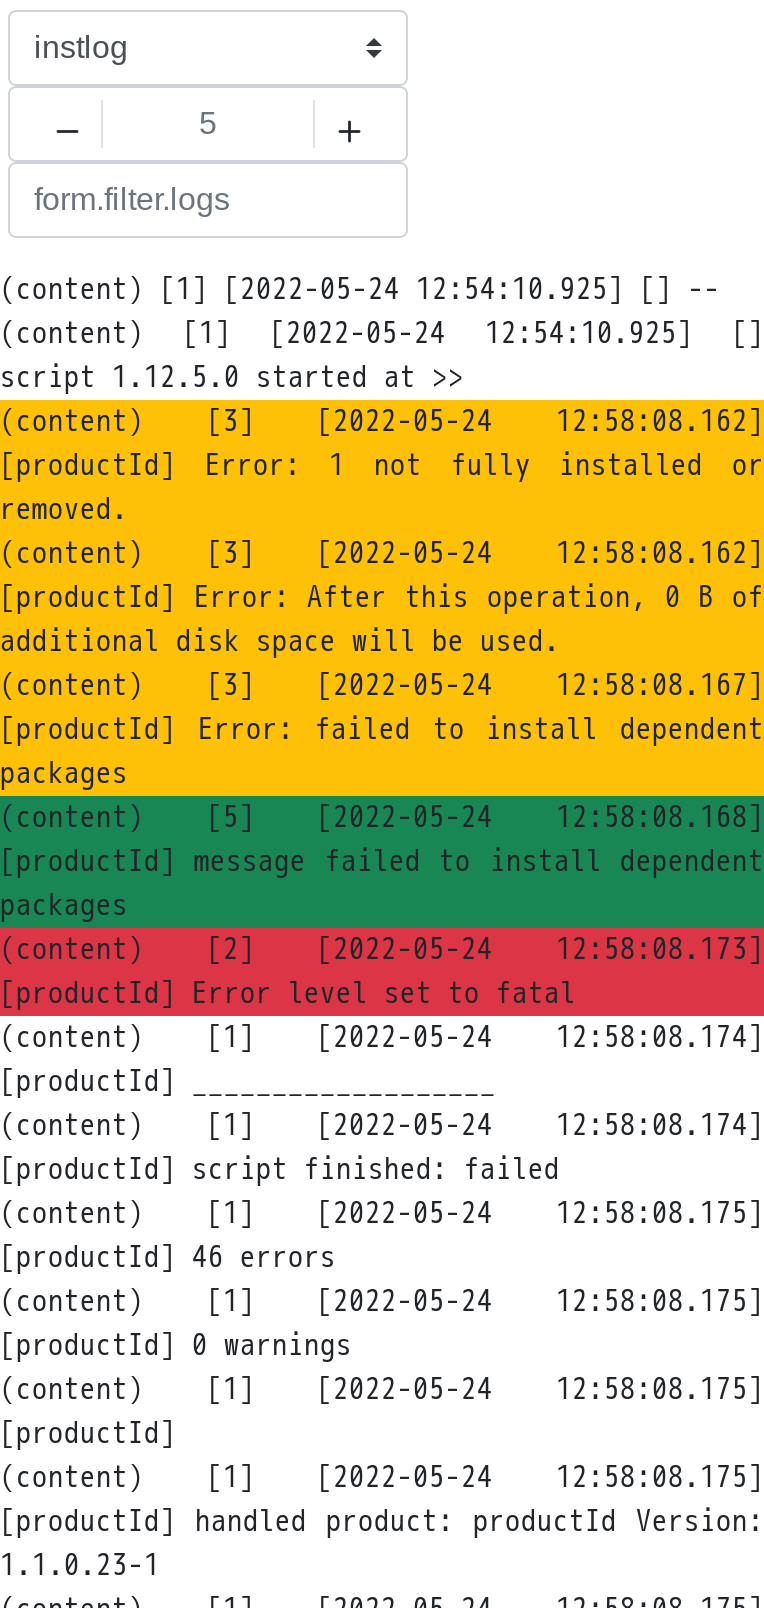 instlog
− 5 +
form.filter.logs
(content) [1] [2022-05-24 12:54:10.925] [] --
(content) [1] [2022-05-24 12:54:10.925] []
script 1.12.5.0 started at >>
(content) [3] [2022-05-24 12:58:08.162]
[productId] Error: 1 not fully installed or
removed.
(content) [3] [2022-05-24 12:58:08.162]
[productId] Error: After this operation, 0 B of
additional disk space will be used.
(content) [3] [2022-05-24 12:58:08.167]
[productId] Error: failed to install dependent
packages
(content) [5] [2022-05-24 12:58:08.168]
[productId] message failed to install dependent
packages
(content) [2] [2022-05-24 12:58:08.173]
[productId] Error level set to fatal
(content) [1] [2022-05-24 12:58:08.174]
[productId] ___________________
(content) [1] [2022-05-24 12:58:08.174]
[productId] script finished: failed
(content) [1] [2022-05-24 12:58:08.175]
[productId] 46 errors
(content) [1] [2022-05-24 12:58:08.175]
[productId] 0 warnings
(content) [1] [2022-05-24 12:58:08.175]
[productId]
(content) [1] [2022-05-24 12:58:08.175]
[productId] handled product: productId Version:
1.1.0.23-1
(content) [1] [2022-05-24 12:58:08.175]